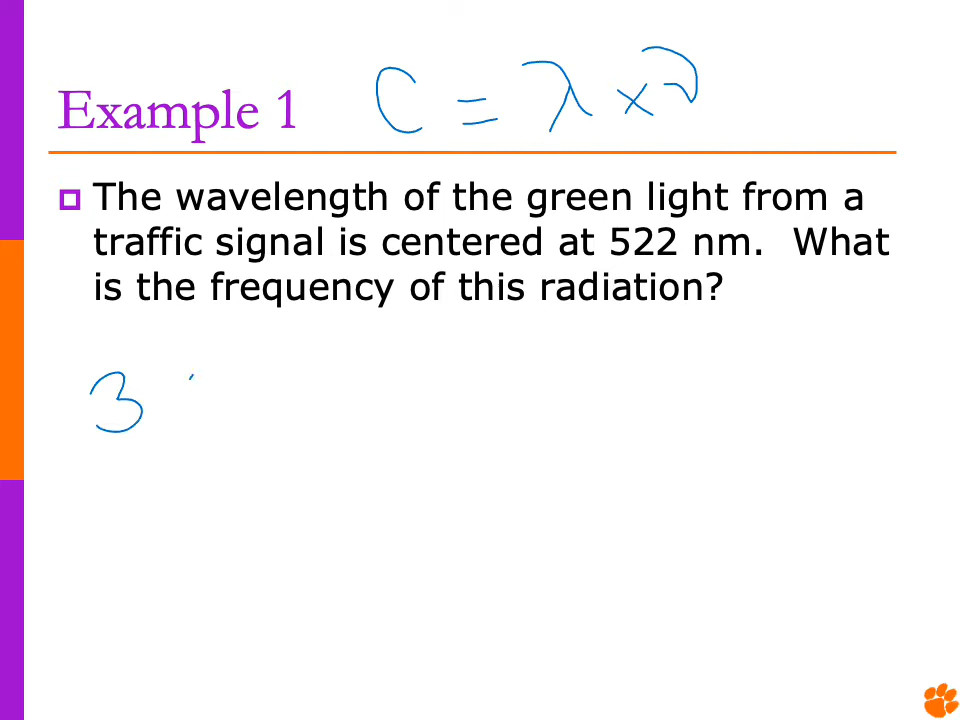 Example 1 C = λ × ν
The wavelength of the green light from a
traffic signal is centered at 522 nm. What
is the frequency of this radiation?
3